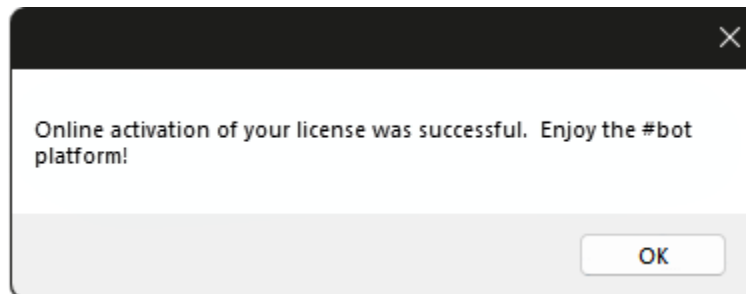 Online activation of your license was successful.  Enjoy the #bot
platform!
OK